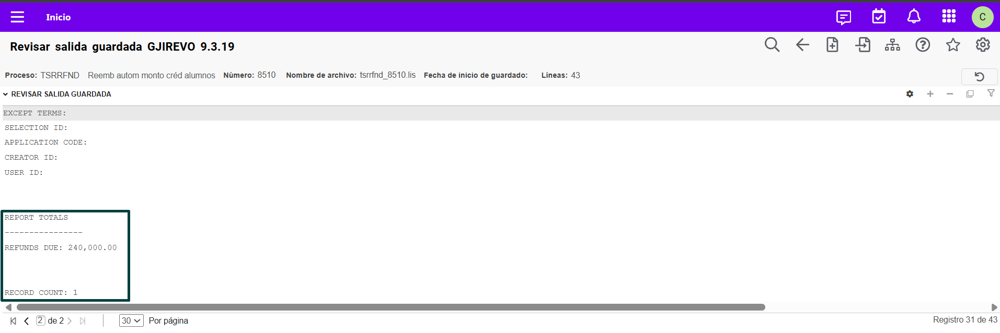 Inicio
C
Revisar salida guardada GJIREVO 9.3.19
Proceso: TSRRFND Reemb autom monto créd alumnos Número: 8510 Nombre de archivo: tsrrfnd_8510.lis Fecha de inicio de guardado: Líneas: 43
REVISAR SALIDA GUARDADA
EXCEPT TERMS:
SELECTION ID:
APPLICATION CODE:
CREATOR ID:
USER ID:
REPORT TOTALS
----------------
REFUNDS DUE: 240,000.00
RECORD COUNT: 1
2 de 2 30 Por página Registro 31 de 43